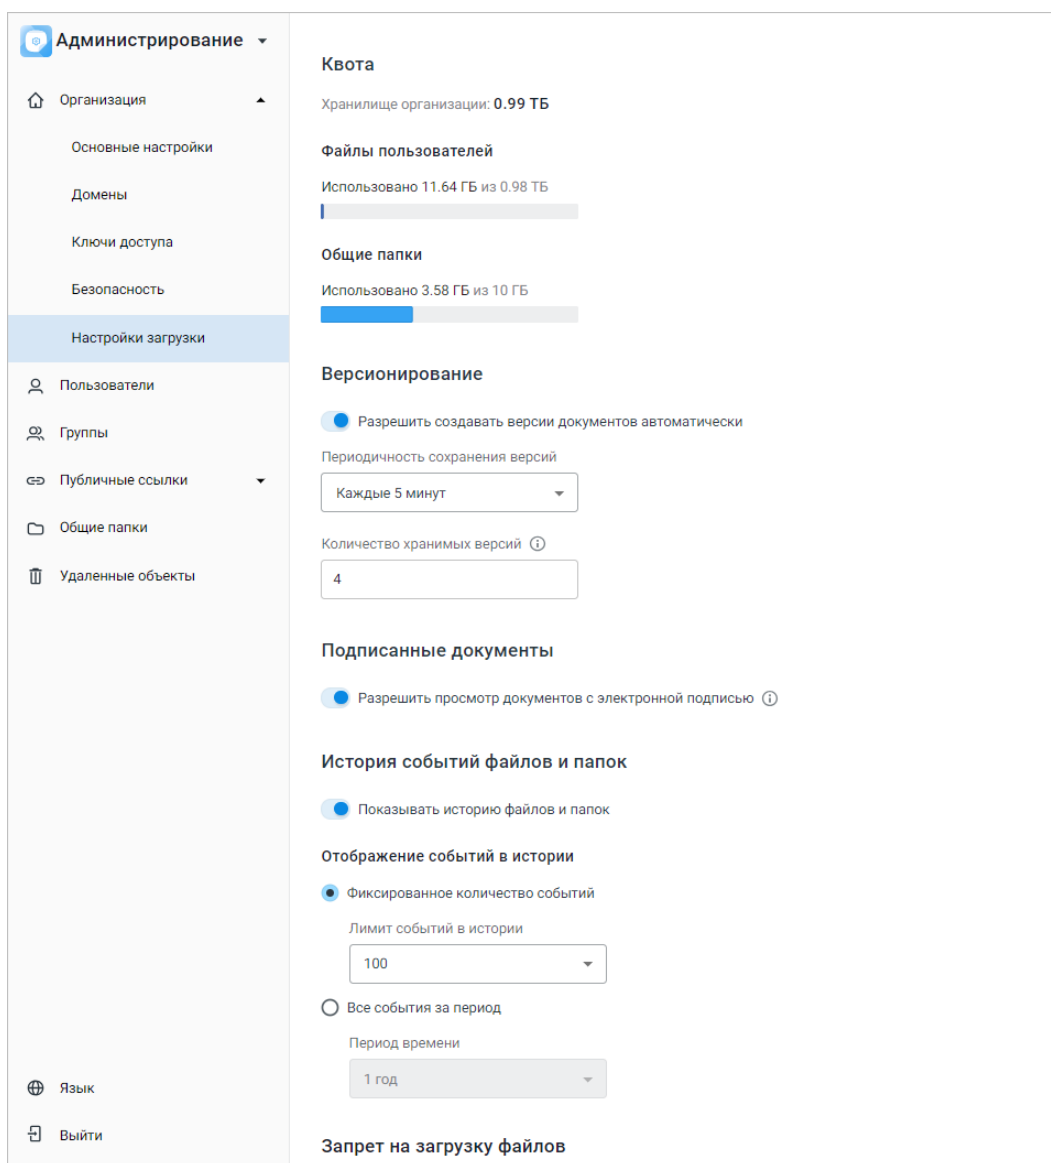 Администрирование
Организация
Основные настройки
Домены
Ключи доступа
Безопасность
Настройки загрузки
Пользователи
Группы
Публичные ссылки
Общие папки
Удаленные объекты
Язык
Выйти
Квота
Хранилище организации: 0.99 ТБ
Файлы пользователей
Использовано 11.64 ГБ из 0.98 ТБ
Общие папки
Использовано 3.58 ГБ из 10 ГБ
Версионирование
Разрешить создавать версии документов автоматически
Периодичность сохранения версий
Каждые 5 минут
Количество хранимых версий
4
Подписанные документы
Разрешить просмотр документов с электронной подписью
История событий файлов и папок
Показывать историю файлов и папок
Отображение событий в истории
Фиксированное количество событий
Лимит событий в истории
100
Все события за период
Период времени
1 год
Запрет на загрузку файлов